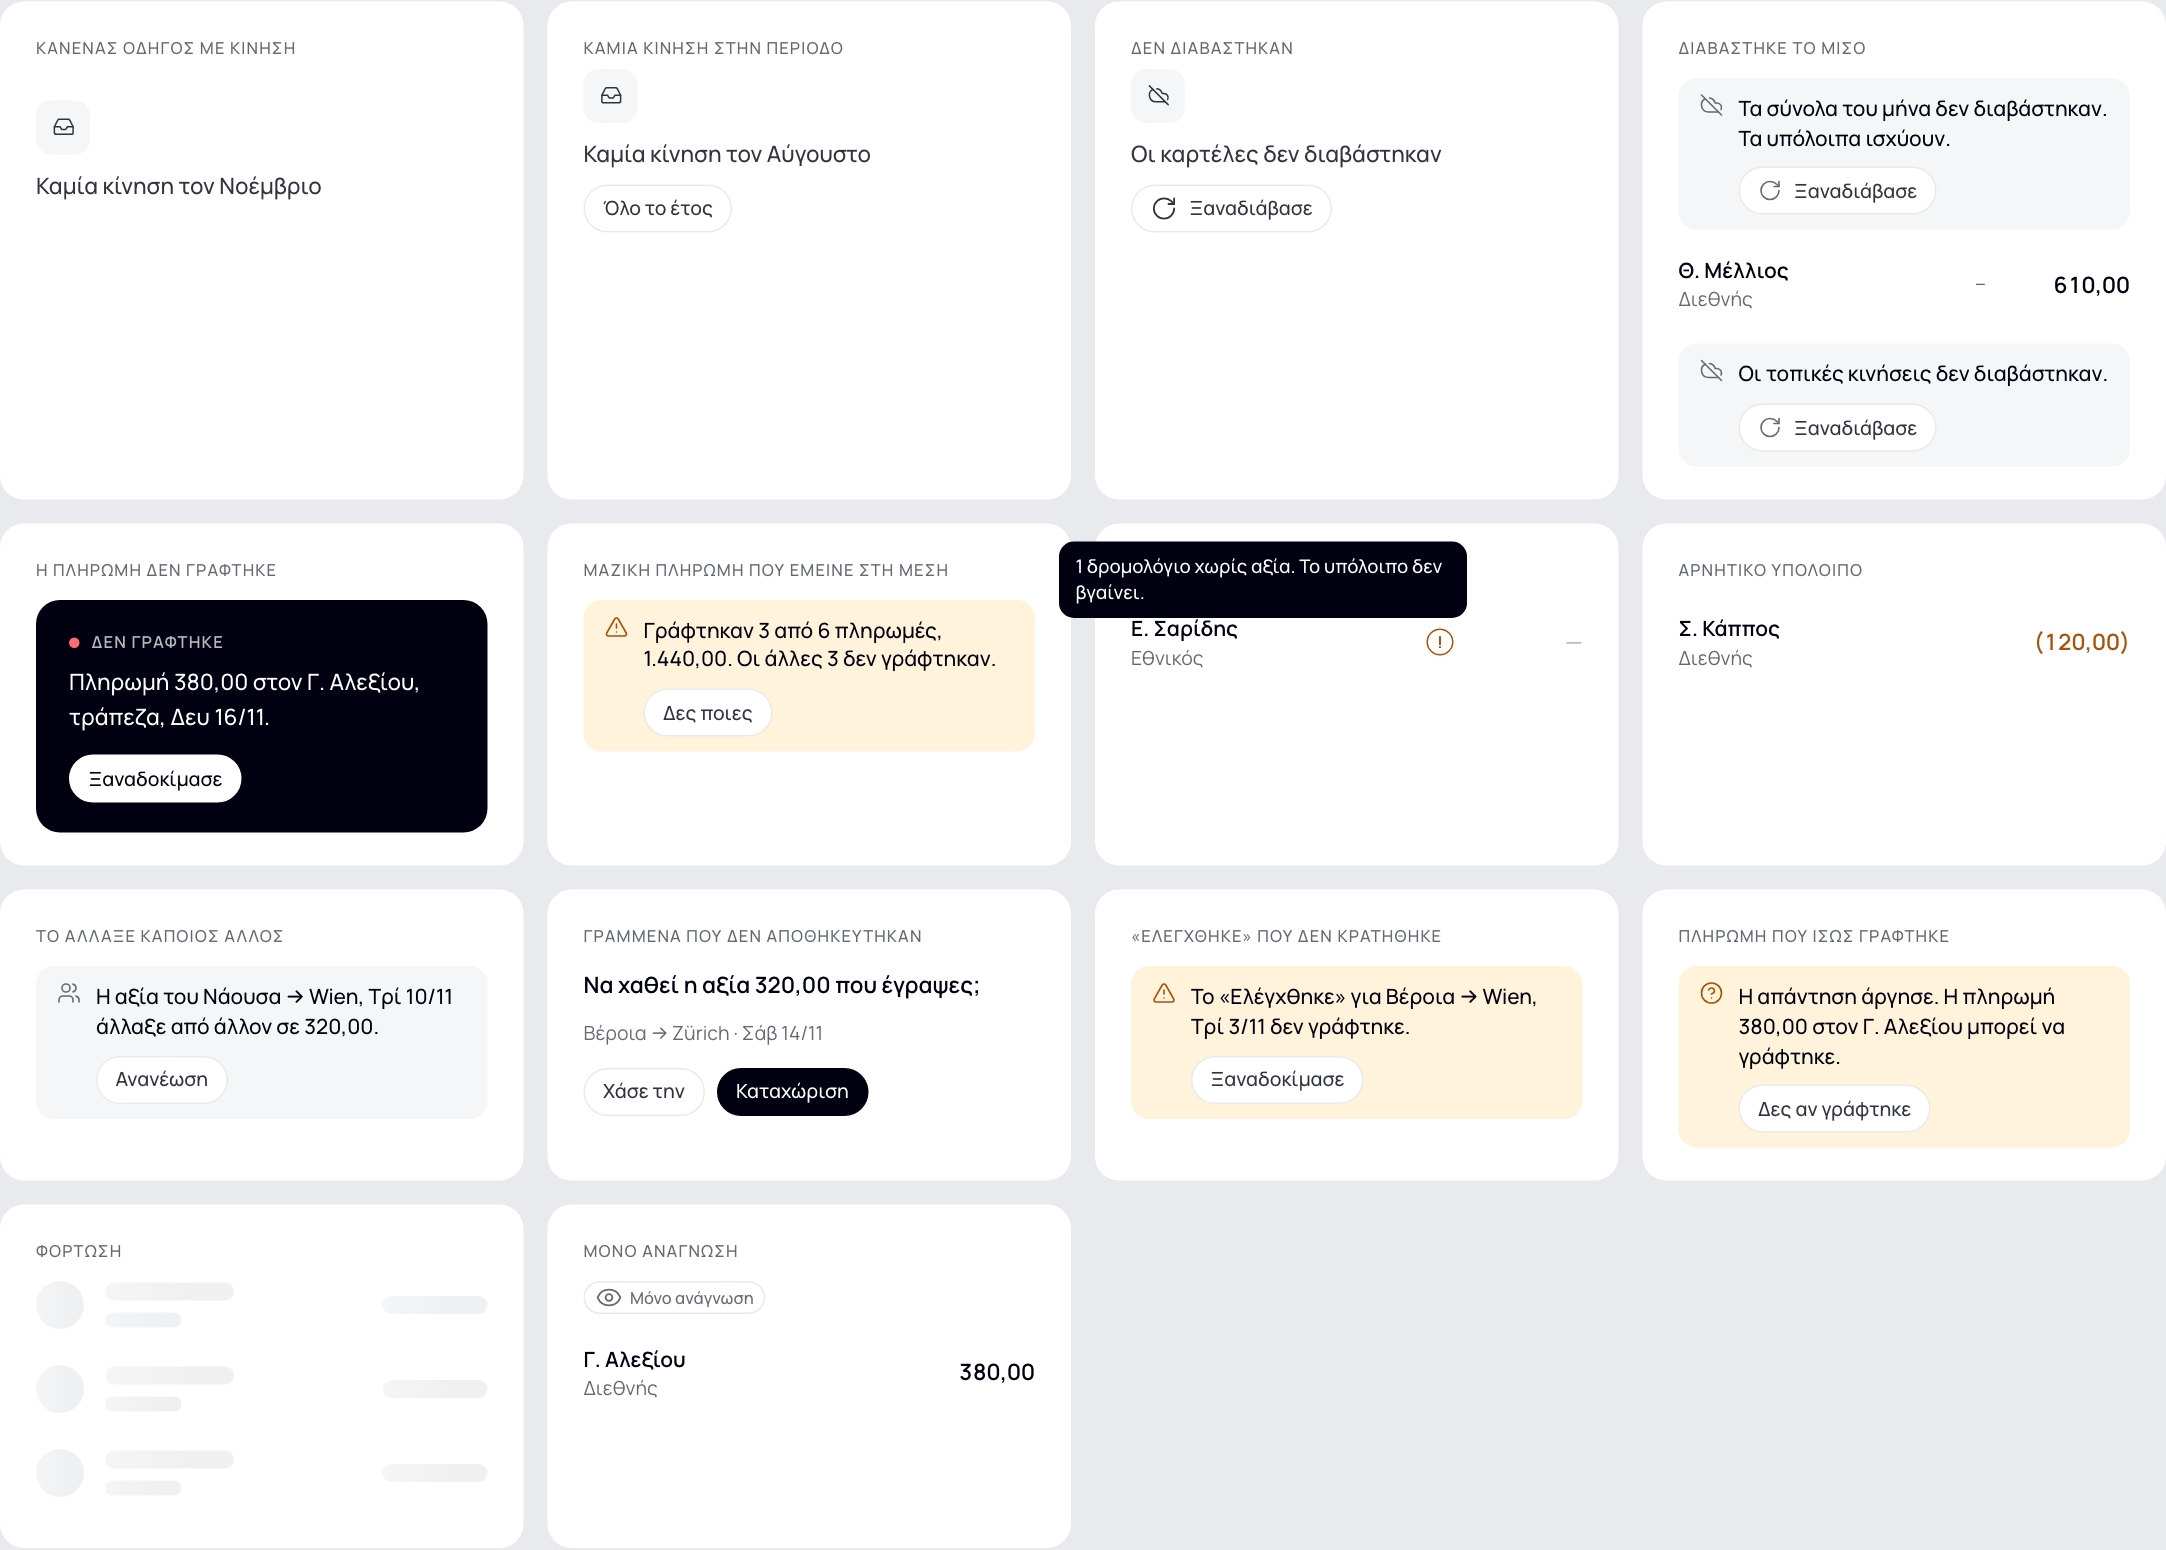 ΚΑΝΕΝΑΣ ΟΔΗΓΟΣ ΜΕ ΚΙΝΗΣΗ
Καμία κίνηση τον Νοέμβριο
ΚΑΜΙΑ ΚΙΝΗΣΗ ΣΤΗΝ ΠΕΡΙΟΔΟ
Καμία κίνηση τον Αύγουστο
Όλο το έτος
ΔΕΝ ΔΙΑΒΑΣΤΗΚΑΝ
Οι καρτέλες δεν διαβάστηκαν
Ξαναδιάβασε
ΔΙΑΒΑΣΤΗΚΕ ΤΟ ΜΙΣΟ
Τα σύνολα του μήνα δεν διαβάστηκαν.
Τα υπόλοιπα ισχύουν.
Ξαναδιάβασε
Θ. Μέλλιος
Διεθνής
– 610,00
Οι τοπικές κινήσεις δεν διαβάστηκαν.
Ξαναδιάβασε
Η ΠΛΗΡΩΜΗ ΔΕΝ ΓΡΑΦΤΗΚΕ
ΔΕΝ ΓΡΑΦΤΗΚΕ
Πληρωμή 380,00 στον Γ. Αλεξίου,
τράπεζα, Δευ 16/11.
Ξαναδοκίμασε
ΜΑΖΙΚΗ ΠΛΗΡΩΜΗ ΠΟΥ ΕΜΕΙΝΕ ΣΤΗ ΜΕΣΗ
Γράφτηκαν 3 από 6 πληρωμές,
1.440,00. Οι άλλες 3 δεν γράφτηκαν.
Δες ποιες
1 δρομολόγιο χωρίς αξία. Το υπόλοιπο δεν
βγαίνει.
Ε. Σαρίδης
Εθνικός
—
ΑΡΝΗΤΙΚΟ ΥΠΟΛΟΙΠΟ
Σ. Κάππος
Διεθνής
(120,00)
ΤΟ ΑΛΛΑΞΕ ΚΑΠΟΙΟΣ ΑΛΛΟΣ
Η αξία του Νάουσα → Wien, Τρί 10/11
άλλαξε από άλλον σε 320,00.
Ανανέωση
ΓΡΑΜΜΕΝΑ ΠΟΥ ΔΕΝ ΑΠΟΘΗΚΕΥΤΗΚΑΝ
Να χαθεί η αξία 320,00 που έγραψες;
Βέροια → Zürich · Σάβ 14/11
Χάσε την
Καταχώριση
«ΕΛΕΓΧΘΗΚΕ» ΠΟΥ ΔΕΝ ΚΡΑΤΗΘΗΚΕ
Το «Ελέγχθηκε» για Βέροια → Wien,
Τρί 3/11 δεν γράφτηκε.
Ξαναδοκίμασε
ΠΛΗΡΩΜΗ ΠΟΥ ΙΣΩΣ ΓΡΑΦΤΗΚΕ
Η απάντηση άργησε. Η πληρωμή
380,00 στον Γ. Αλεξίου μπορεί να
γράφτηκε.
Δες αν γράφτηκε
ΦΟΡΤΩΣΗ
ΜΟΝΟ ΑΝΑΓΝΩΣΗ
Μόνο ανάγνωση
Γ. Αλεξίου
Διεθνής
380,00